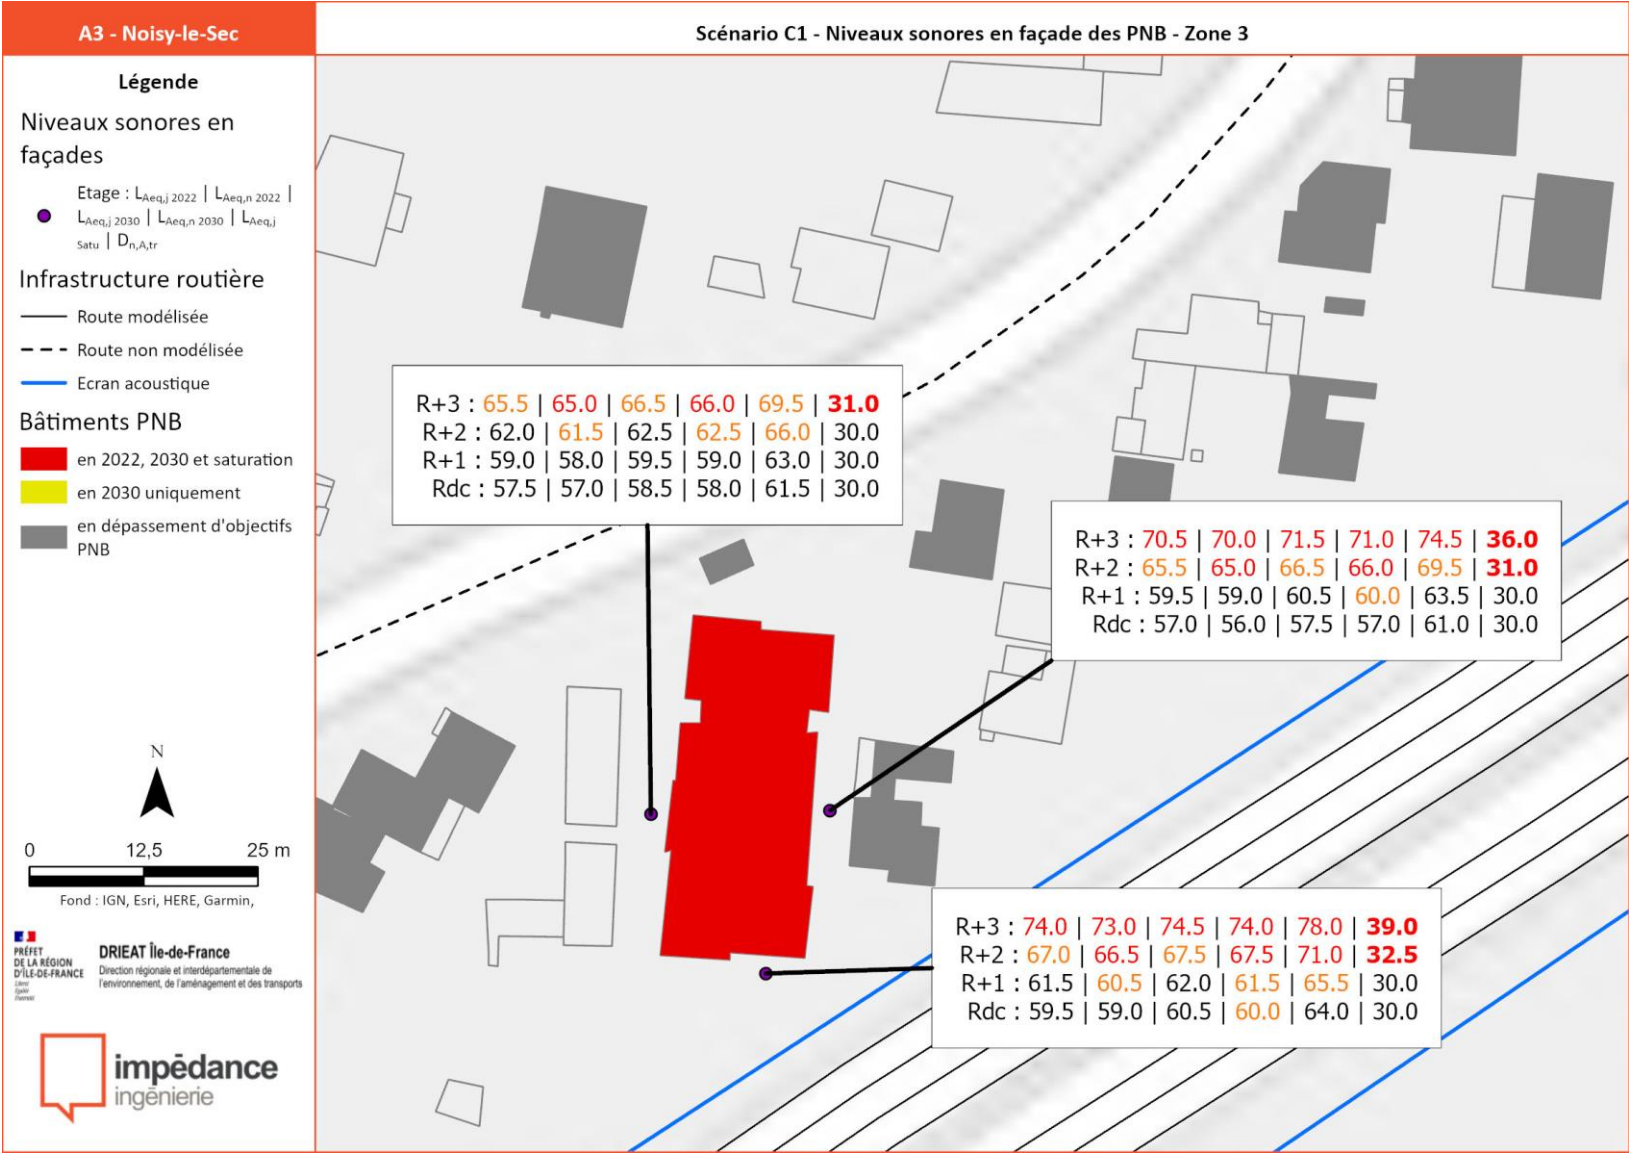 A3 - Noisy-le-Sec
Scénario C1 - Niveaux sonores en façade des PNB - Zone 3
Légende
Niveaux sonores en
façades
Etage : LAeq,j 2022 | LAeq,n 2022 |
LAeq,j 2030 | LAeq,n 2030 | LAeq,j
Satu | Dn,A,tr
Infrastructure routière
Route modélisée
Route non modélisée
Ecran acoustique
Bâtiments PNB
en 2022, 2030 et saturation
en 2030 uniquement
en dépassement d'objectifs
PNB
N
0 12,5 25 m
Fond : IGN, Esri, HERE, Garmin,
PRÉFET
DE LA RÉGION
D'ÎLE-DE-FRANCE
Liberté
Égalité
Fraternité
DRIEAT Île-de-France
Direction régionale et interdépartementale de
l'environnement, de l'aménagement et des transports
impēdance
ingénierie
R+3 : 65.5 | 65.0 | 66.5 | 66.0 | 69.5 | 31.0
R+2 : 62.0 | 61.5 | 62.5 | 62.5 | 66.0 | 30.0
R+1 : 59.0 | 58.0 | 59.5 | 59.0 | 63.0 | 30.0
Rdc : 57.5 | 57.0 | 58.5 | 58.0 | 61.5 | 30.0
R+3 : 70.5 | 70.0 | 71.5 | 71.0 | 74.5 | 36.0
R+2 : 65.5 | 65.0 | 66.5 | 66.0 | 69.5 | 31.0
R+1 : 59.5 | 59.0 | 60.5 | 60.0 | 63.5 | 30.0
Rdc : 57.0 | 56.0 | 57.5 | 57.0 | 61.0 | 30.0
R+3 : 74.0 | 73.0 | 74.5 | 74.0 | 78.0 | 39.0
R+2 : 67.0 | 66.5 | 67.5 | 67.5 | 71.0 | 32.5
R+1 : 61.5 | 60.5 | 62.0 | 61.5 | 65.5 | 30.0
Rdc : 59.5 | 59.0 | 60.5 | 60.0 | 64.0 | 30.0